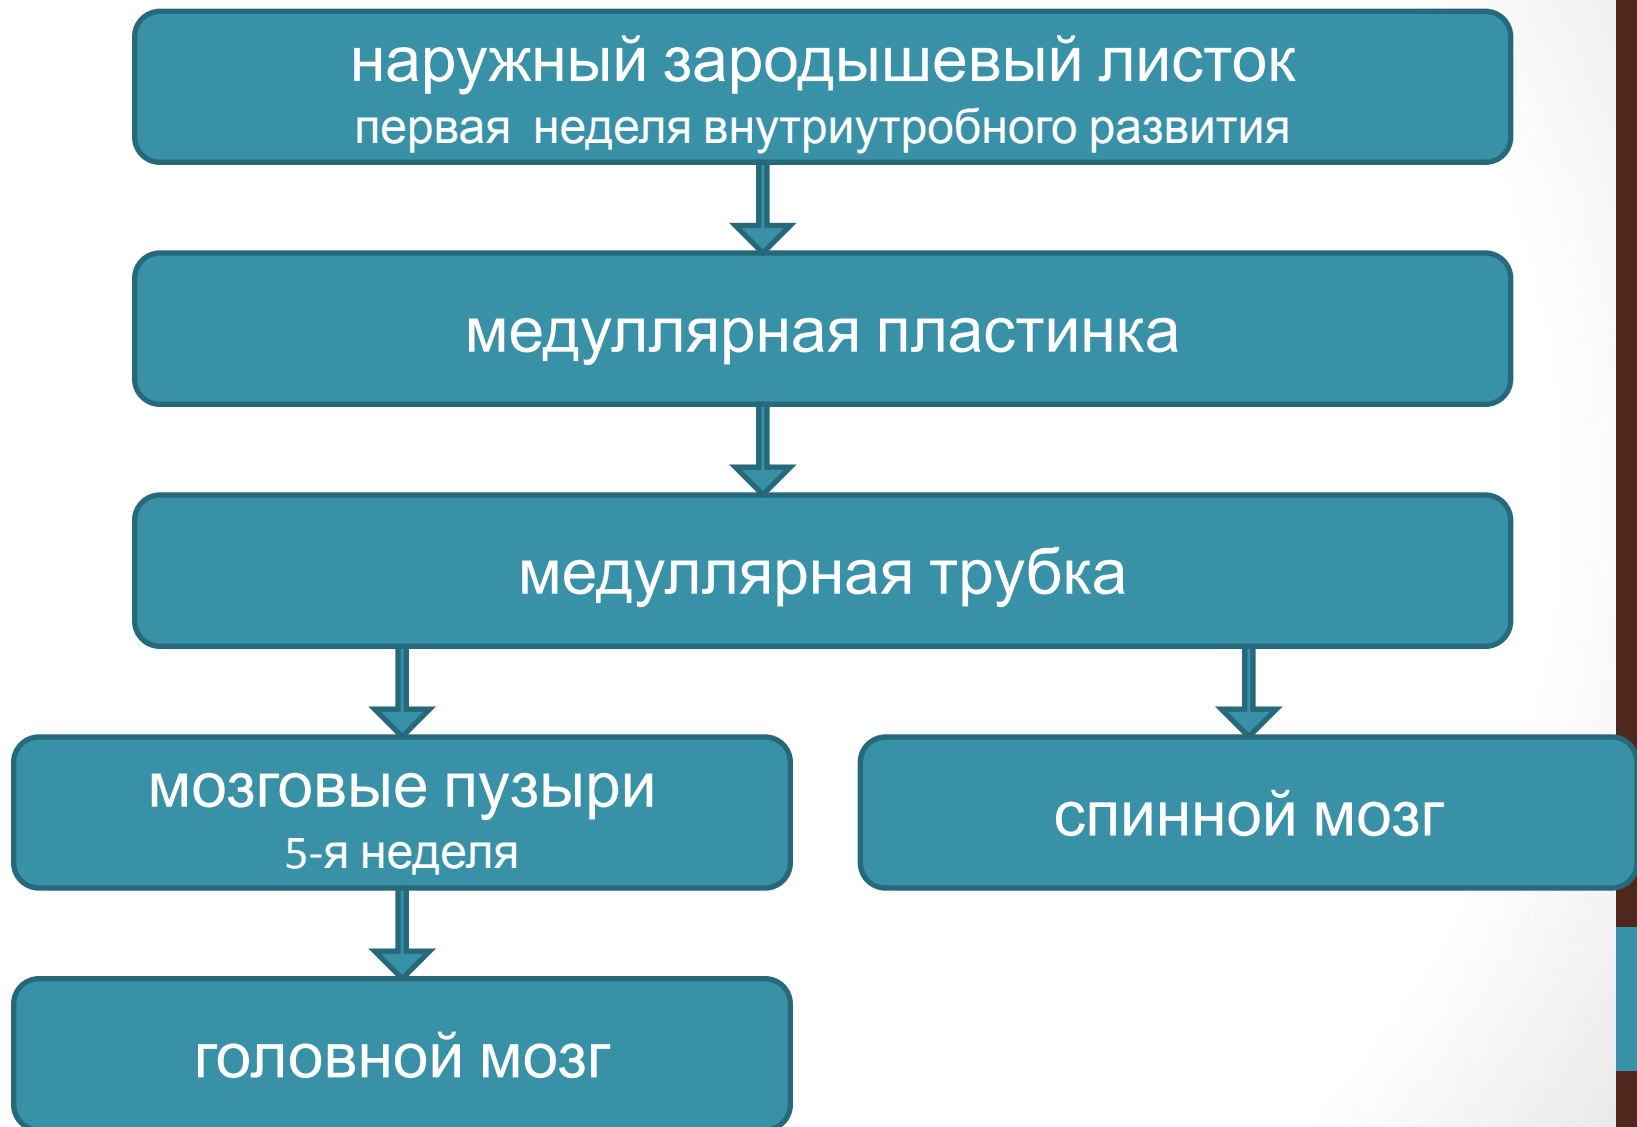 наружный зародышевый листок
первая неделя внутриутробного развития
медуллярная пластинка
медуллярная трубка
мозговые пузыри
5-я неделя
спинной мозг
головной мозг